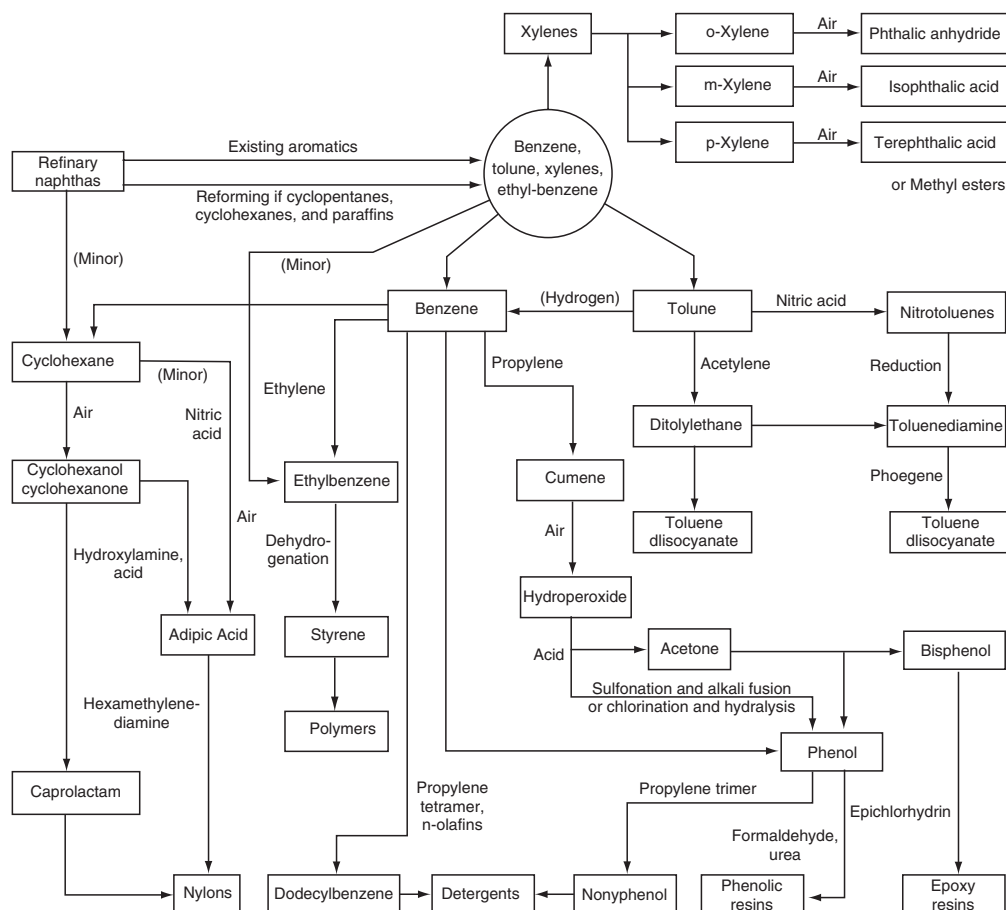 Xylenes
o-Xylene
Air
Phthalic anhydride
m-Xylene
Air
Isophthalic acid
p-Xylene
Air
Terephthalic acid
or Methyl esters
Refinary
naphthas
Existing aromatics
Reforming if cyclopentanes,
cyclohexanes, and paraffins
Benzene,
tolune, xylenes,
ethyl-benzene
(Minor)
(Minor)
Benzene
(Hydrogen)
Tolune
Nitric acid
Nitrotoluenes
Cyclohexane
(Minor)
Ethylene
Propylene
Acetylene
Reduction
Air
Nitric
acid
Ditolylethane
Toluenediamine
Cyclohexanol
cyclohexanone
Ethylbenzene
Cumene
Phoegene
Air
Dehydro-
genation
Air
Toluene
dlisocyanate
Toluene
dlisocyanate
Hydroxylamine,
acid
Hydroperoxide
Adipic Acid
Styrene
Acid
Acetone
Bisphenol
Sulfonation and alkali fusion
or chlorination and hydralysis
Hexamethylene-
diamine
Polymers
Phenol
Caprolactam
Propylene
tetramer,
n-olafins
Propylene trimer
Epichlorhydrin
Formaldehyde,
urea
Nylons
Dodecylbenzene
Detergents
Nonyphenol
Phenolic
resins
Epoxy
resins